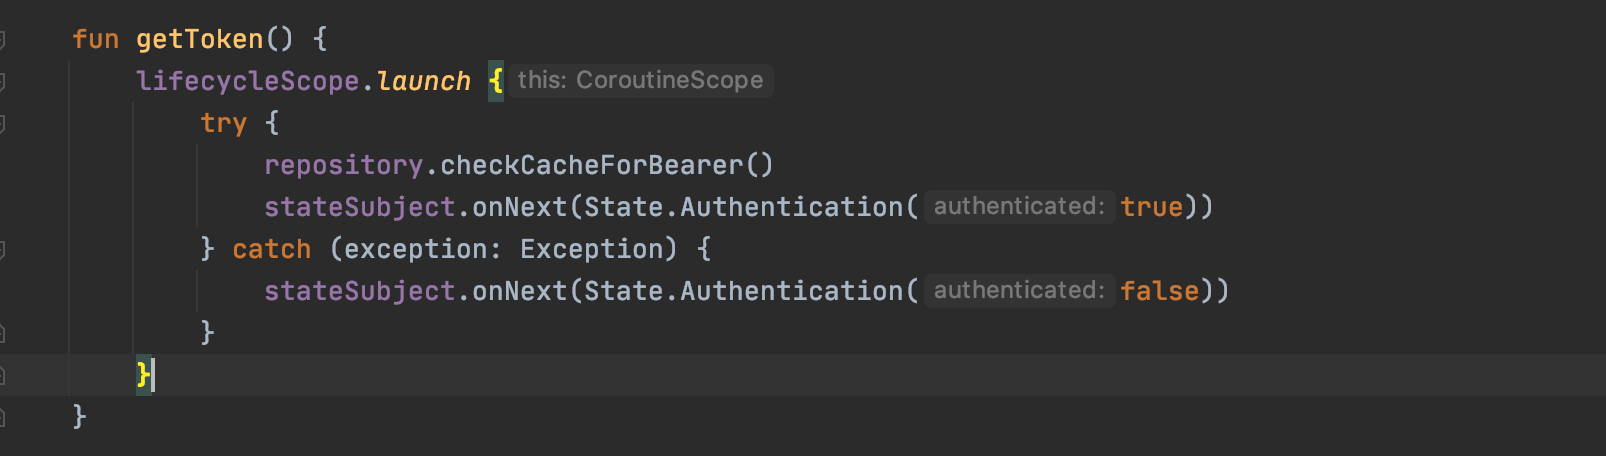 fun getToken() {
lifecycleScope.launch { this: CoroutineScope
try {
repository.checkCacheForBearer()
stateSubject.onNext(State.Authentication( authenticated: true))
} catch (exception: Exception) {
stateSubject.onNext(State.Authentication( authenticated: false))
}
}
}